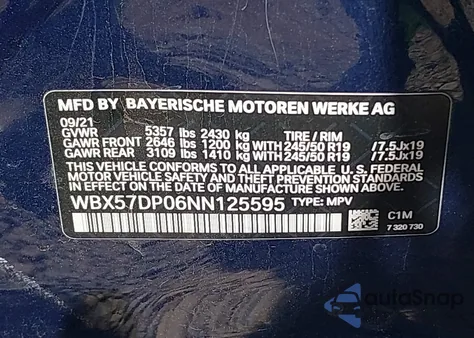 MFD BY BAYERISCHE MOTOREN WERKE AG
09/21
GVWR 5357 lbs 2430 kg TIRE / RIM
GAWR FRONT 2646 lbs 1200 kg WITH 245/50 R19 /7.5Jx19
GAWR REAR 3109 lbs 1410 kg WITH 245/50 R19 /7.5Jx19
THIS VEHICLE CONFORMS TO ALL APPLICABLE U.S. FEDERAL
MOTOR VEHICLE SAFETY, BUMPER, AND THEFT PREVENTION
STANDARDS IN EFFECT ON THE DATE OF MANUFACTURE SHOWN ABOVE.
WBX57DP06NN125595 TYPE: MPV
C1M
7 320 730
autoSnap